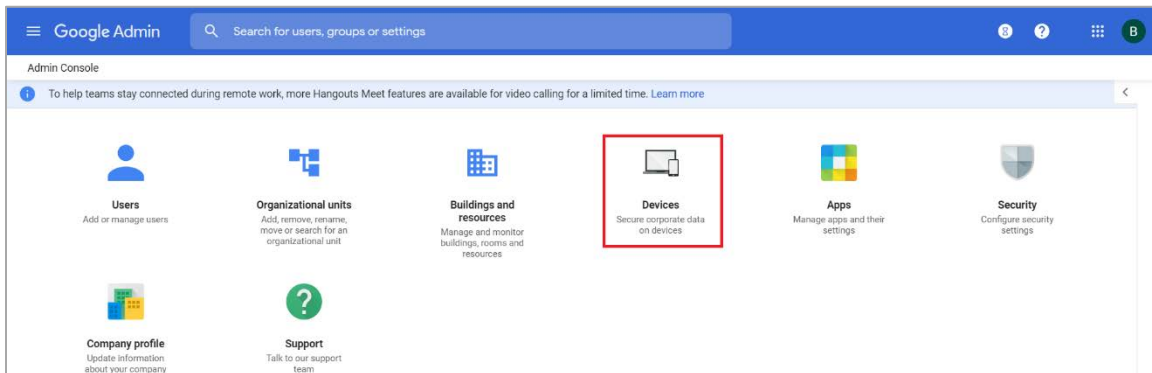 Google Admin
Search for users, groups or settings
8
?
B
Admin Console
To help teams stay connected during remote work, more Hangouts Meet features are available for video calling for a limited time. Learn more
Users
Add or manage users
Organizational units
Add, remove, rename,
move or search for an
organizational unit
Buildings and
resources
Manage and monitor
buildings, rooms and
resources
Devices
Secure corporate data
on devices
Apps
Manage apps and their
settings
Security
Configure security
settings
Company profile
Update information
about your company
?
Support
Talk to our support
team